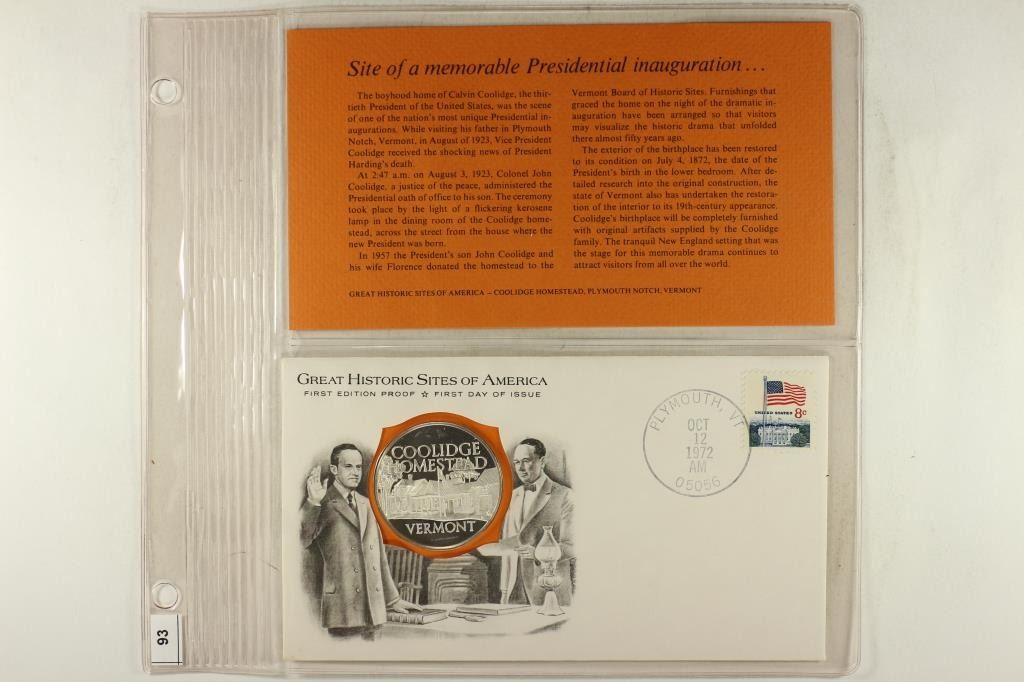 Site of a memorable Presidential inauguration...
The boyhood home of Calvin Coolidge, the thir-
tieth President of the United States, was the scene
of one of the nation's most unique Presidential in-
augurations. While visiting his father in Plymouth
Notch, Vermont, in August of 1923, Vice President
Coolidge received the shocking news of President
Harding's death.
At 2:47 a.m. on August 3, 1923, Colonel John
Coolidge, a justice of the peace, administered the
Presidential oath of office to his son. The ceremony
took place by the light of a flickering kerosene
lamp in the dining room of the Coolidge home-
stead, across the street from the house where the
new President was born.
In 1957 the President's son John Coolidge and
his wife Florence donated the homestead to the
Vermont Board of Historic Sites. Furnishings that
graced the home on the night of the dramatic in-
auguration have been arranged so that visitors
may visualize the historic drama that unfolded
there almost fifty years ago.
The exterior of the birthplace has been restored
to its condition on July 4, 1872, the date of the
President's birth in the lower bedroom. After de-
tailed research into the original construction, the
state of Vermont also has undertaken the restora-
tion of the interior to its 19th-century appearance.
Coolidge's birthplace will be completely furnished
with original artifacts supplied by the Coolidge
family. The tranquil New England setting that was
the stage for this memorable drama continues to
attract visitors from all over the world.
GREAT HISTORIC SITES OF AMERICA – COOLIDGE HOMESTEAD, PLYMOUTH NOTCH, VERMONT
GREAT HISTORIC SITES OF AMERICA
FIRST EDITION PROOF ☆ FIRST DAY OF ISSUE
COOLIDGE
HOMESTEAD
VERMONT
PLYMOUTH, VT
OCT
12
1972
AM
05056
UNITED STATES 8c
GREAT HISTORIC SITES OF AMERICA
93